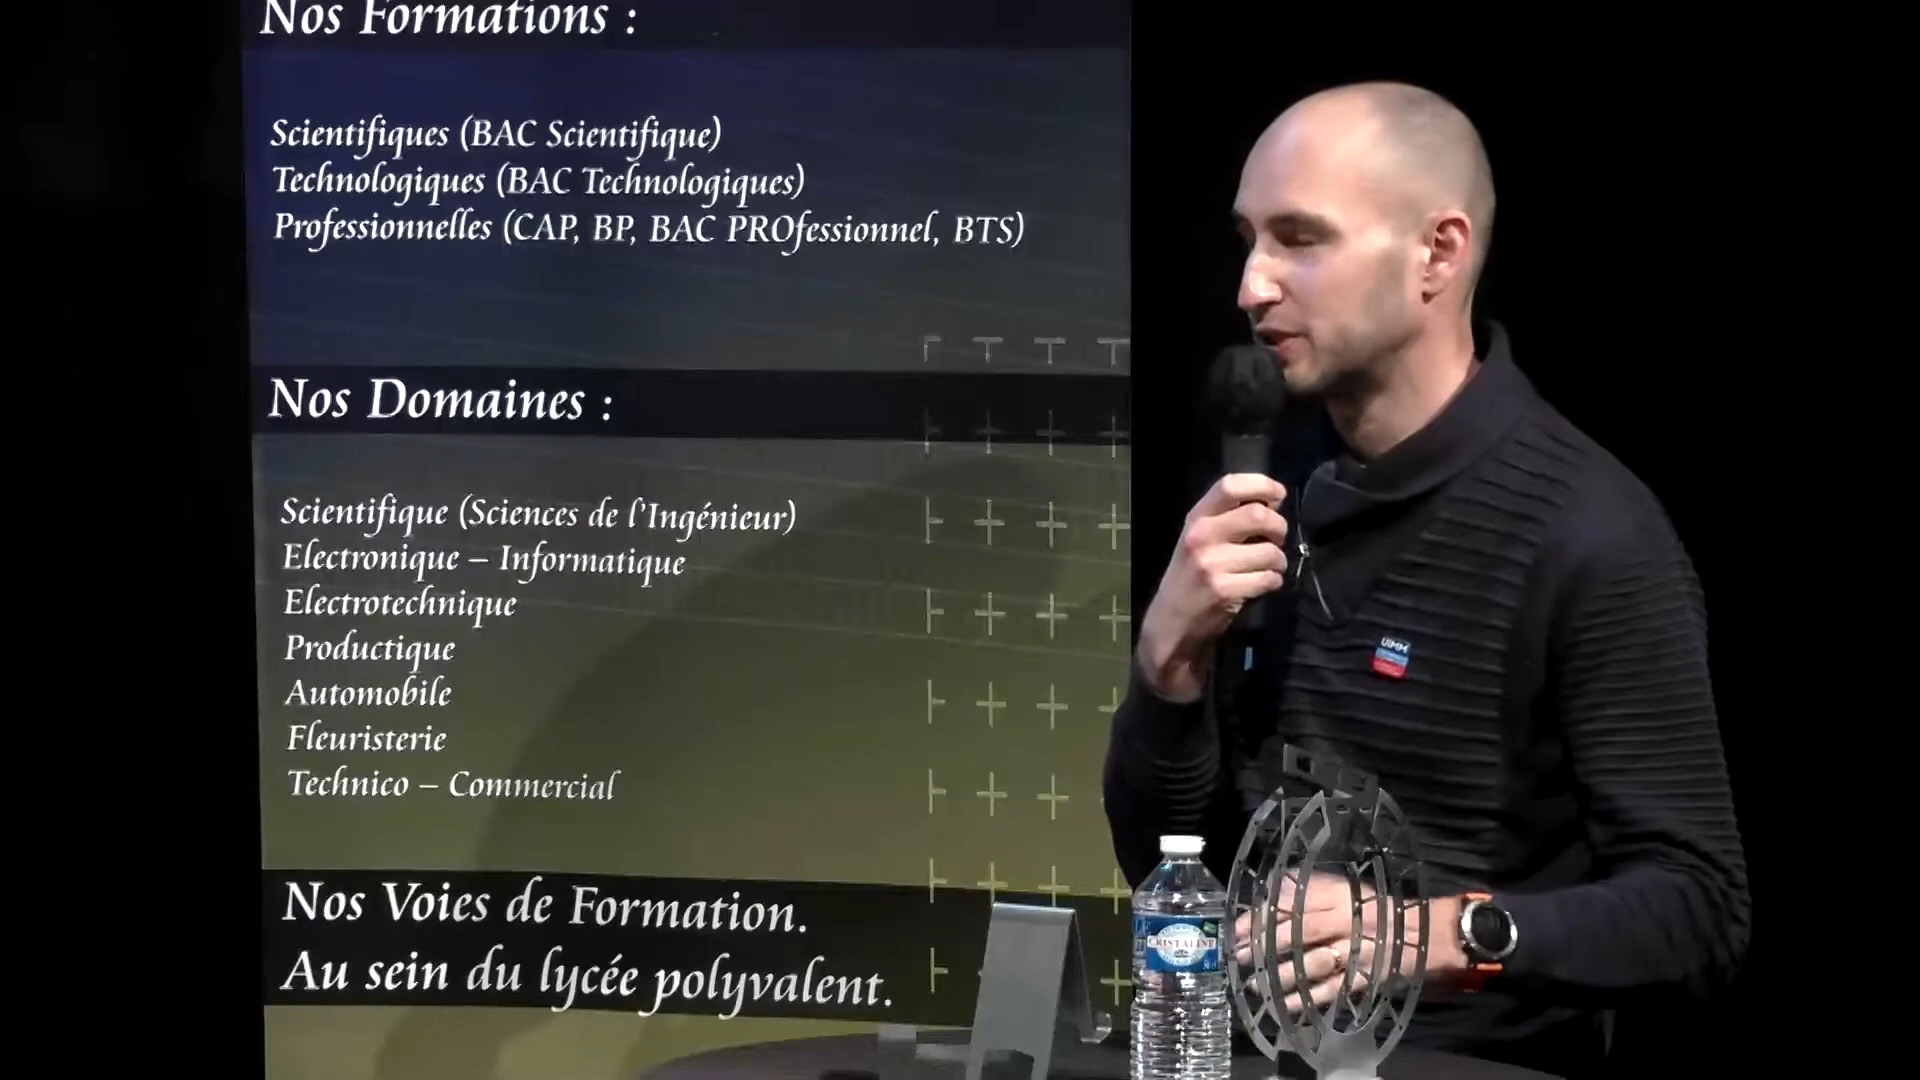 Nos Formations :
Scientifiques (BAC Scientifique)
Technologiques (BAC Technologiques)
Professionnelles (CAP, BP, BAC PROfessionnel, BTS)
Nos Domaines :
Scientifique (Sciences de l'Ingénieur)
Electronique – Informatique
Electrotechnique
Productique
Automobile
Fleuristerie
Technico – Commercial
Nos Voies de Formation.
Au sein du lycée polyvalent.
UIMM
CRISTALINE